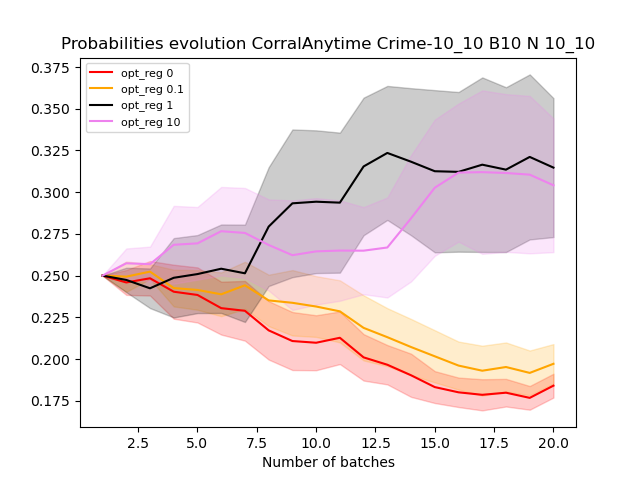 Probabilities evolution CorralAnytime Crime-10_10 B10 N 10_10
opt_reg 0
opt_reg 0.1
opt_reg 1
opt_reg 10
0.375
0.350
0.325
0.300
0.275
0.250
0.225
0.200
0.175
2.5 5.0 7.5 10.0 12.5 15.0 17.5 20.0
Number of batches